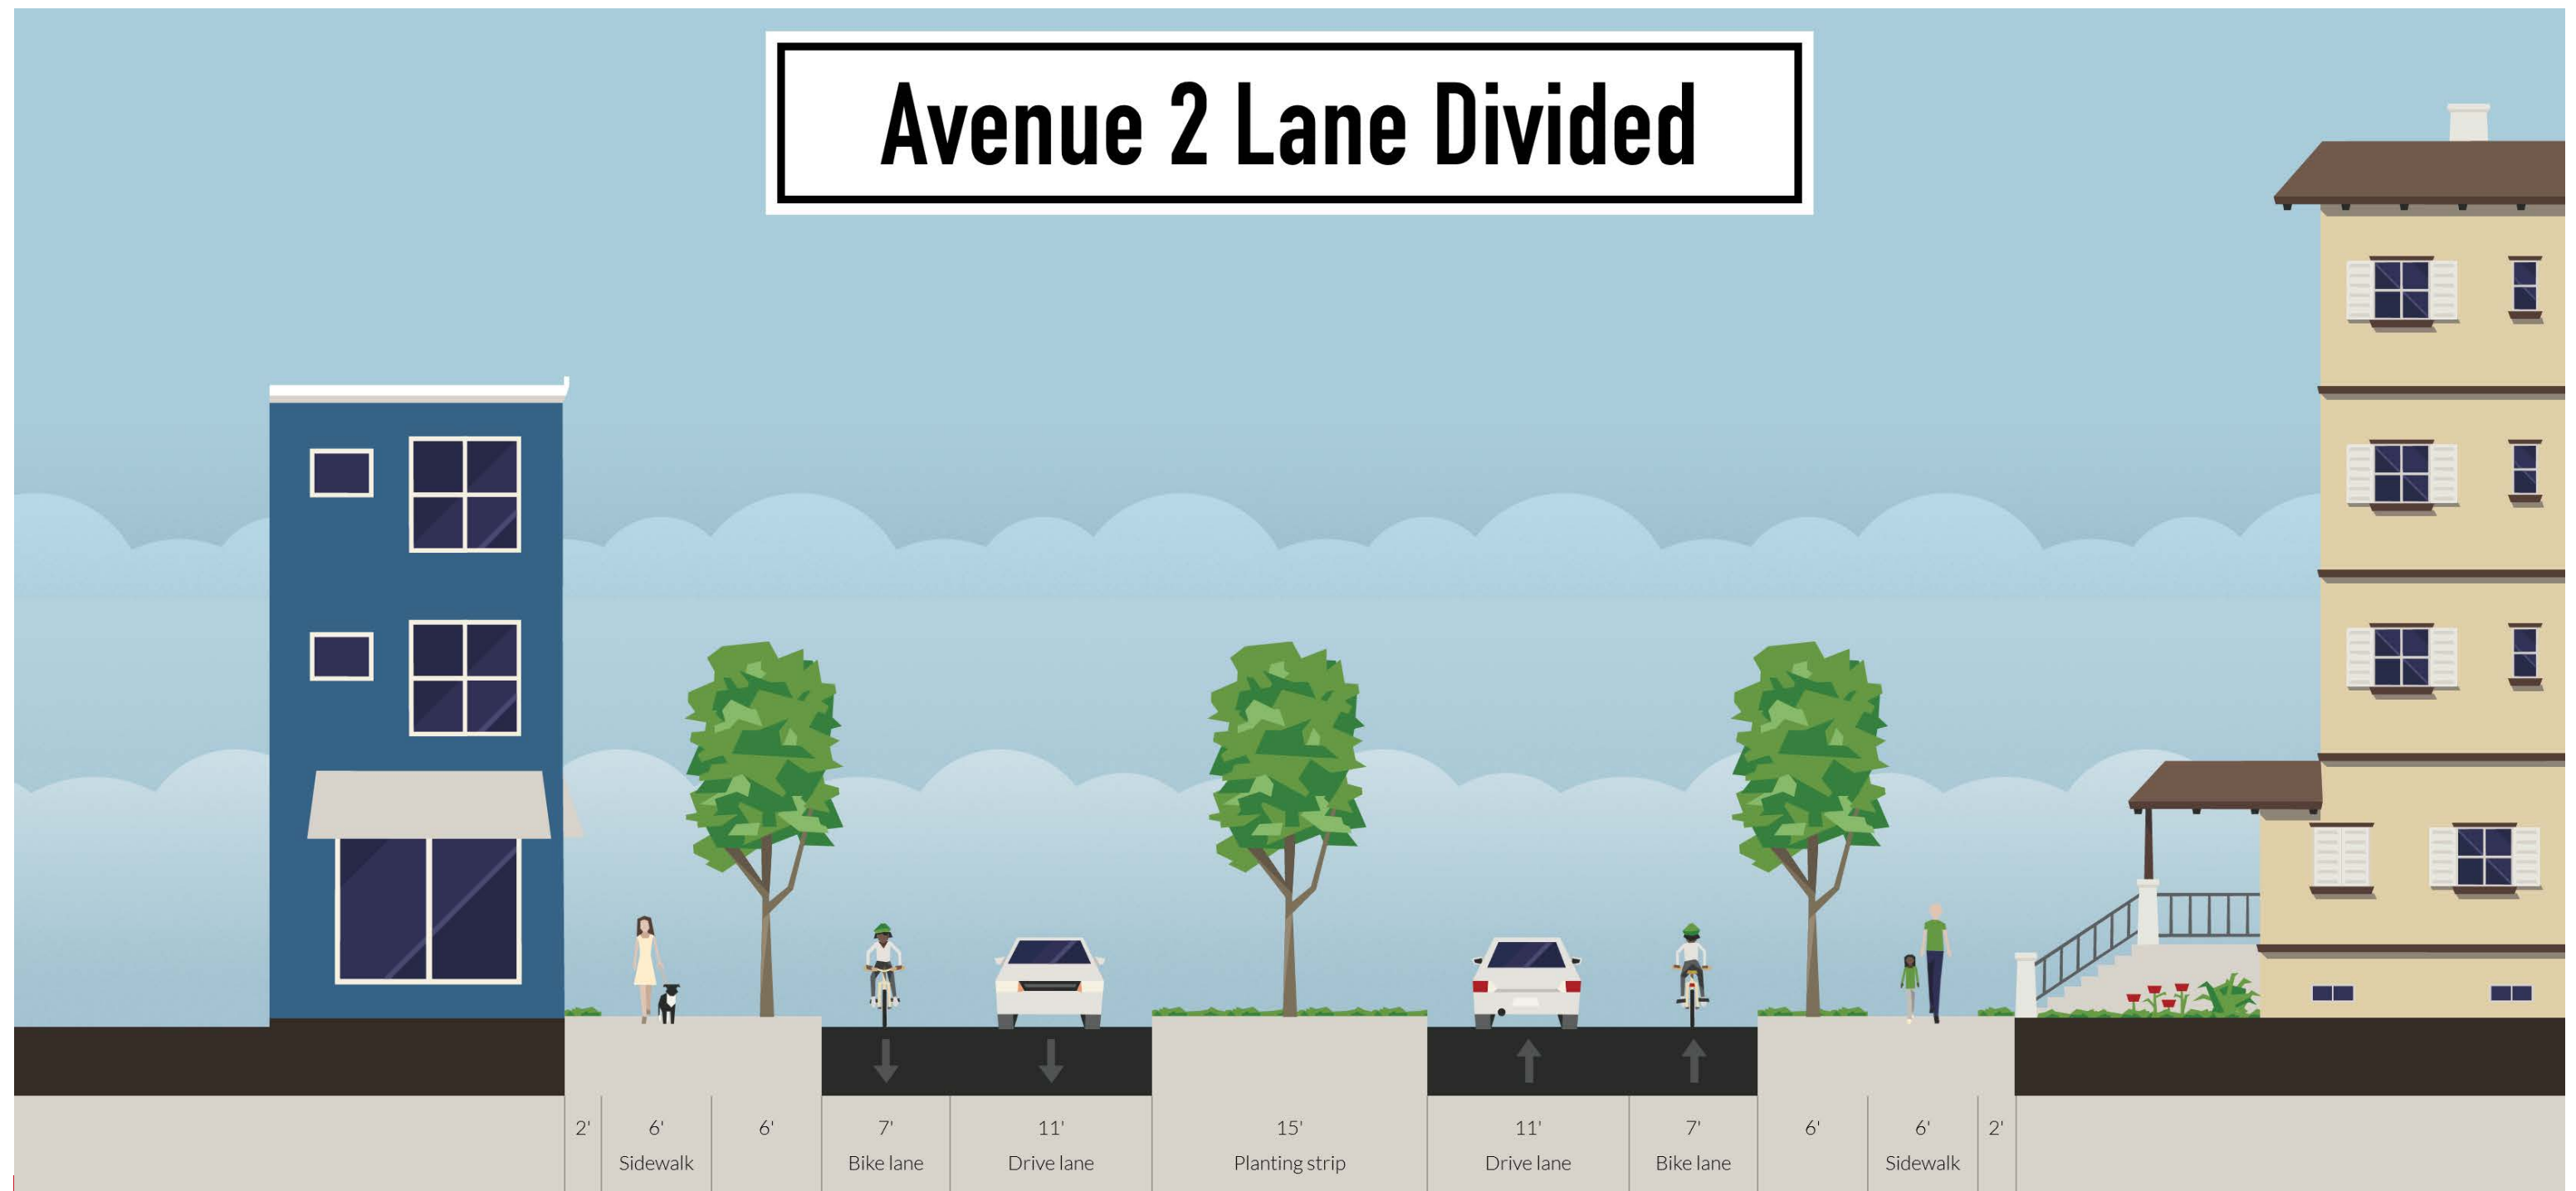 Avenue 2 Lane Divided
2' 6' 6' 7' 11' 15' 11' 7' 6' 6' 2'
Sidewalk Bike lane Drive lane Planting strip Drive lane Bike lane Sidewalk